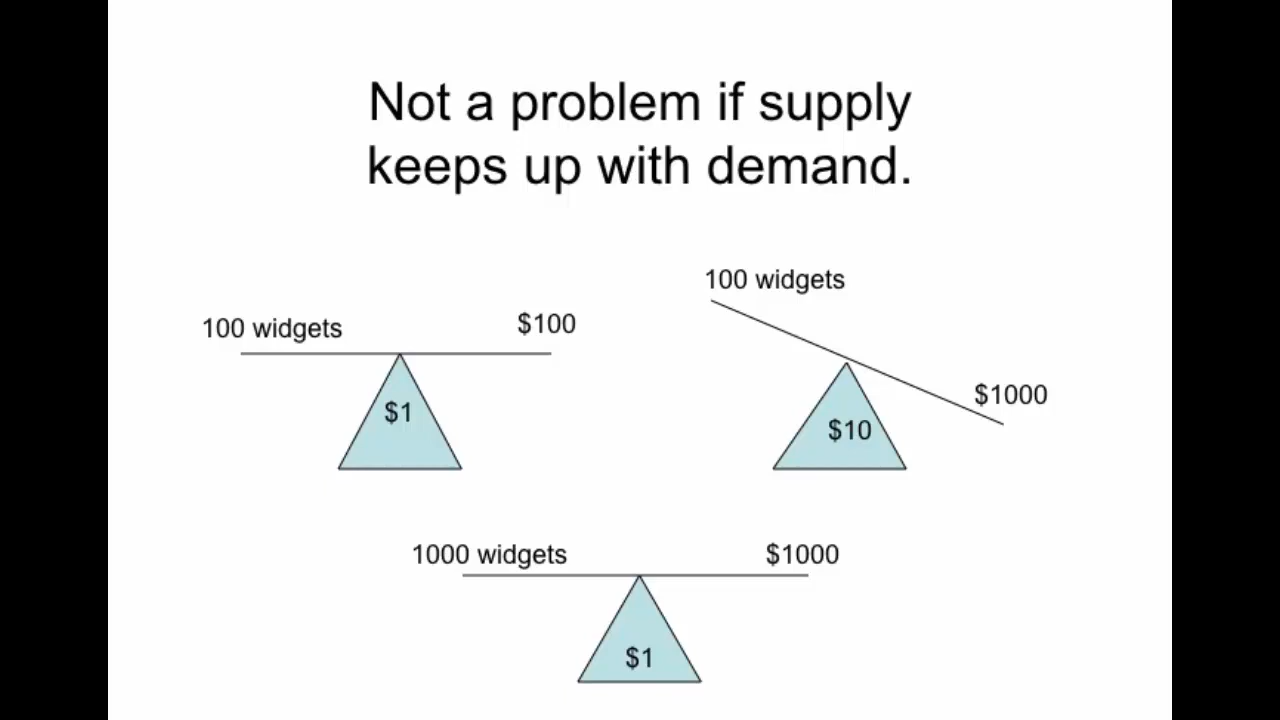 Not a problem if supply
keeps up with demand.
100 widgets
$100
$1
100 widgets
$1000
$10
1000 widgets
$1000
$1